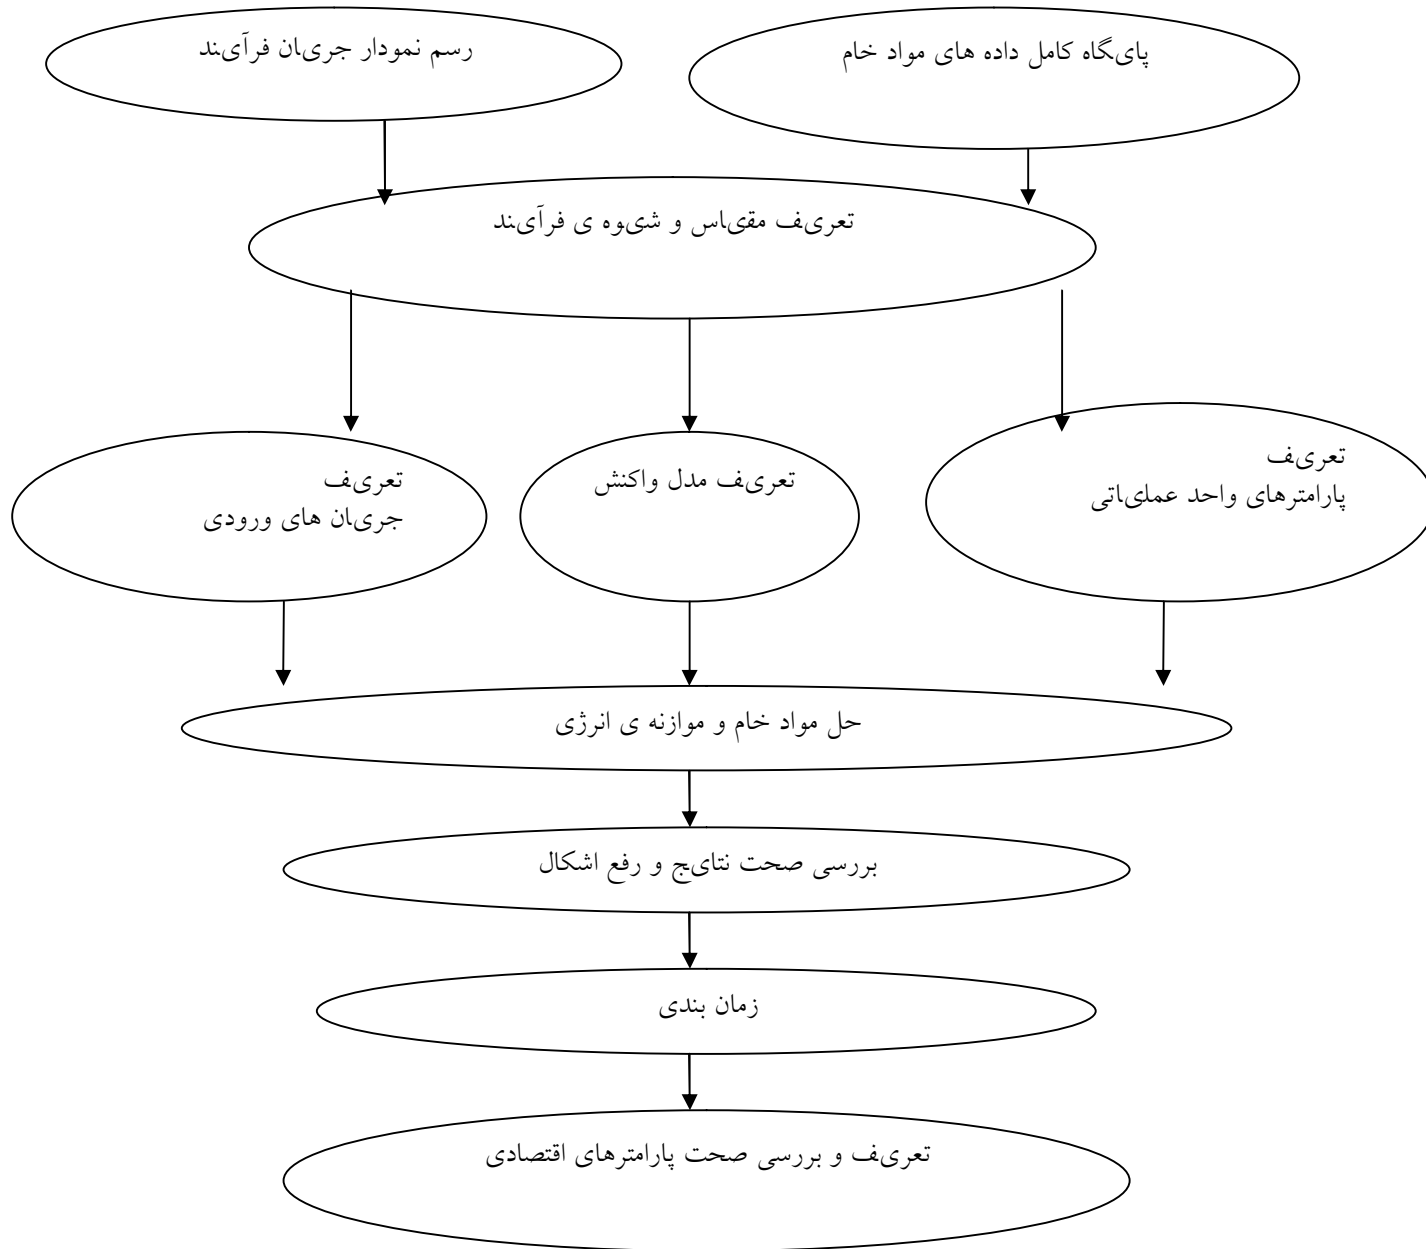 پایگاه کامل داده های مواد خام
رسم نمودار جریان فرآیند
تعریف مقیاس و شیوه ی فرآیند
تعریف
پارامترهای واحد عملیاتی
تعریف مدل واکنش
تعریف
جریان های ورودی
حل مواد خام و موازنه ی انرژی
بررسی صحت نتایج و رفع اشکال
زمان بندی
تعریف و بررسی صحت پارامترهای اقتصادی